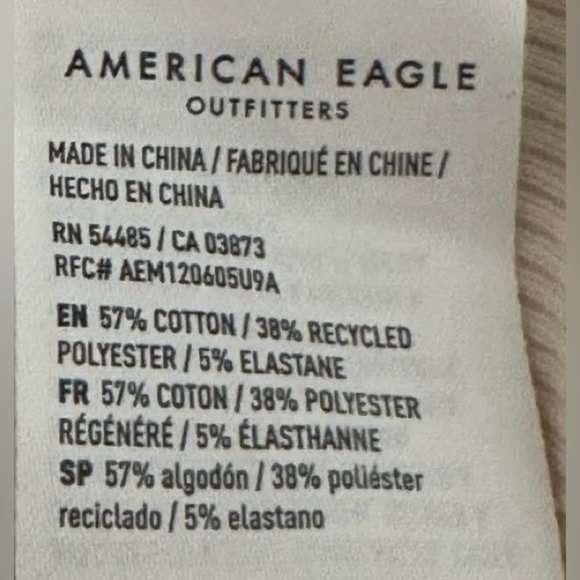 AMERICAN EAGLE
OUTFITTERS
MADE IN CHINA / FABRIQUÉ EN CHINE /
HECHO EN CHINA
RN 54485 / CA 03873
RFC# AEM120605U9A
EN 57% COTTON / 38% RECYCLED
POLYESTER / 5% ELASTANE
FR 57% COTON / 38% POLYESTER
RÉGÉNÉRÉ / 5% ÉLASTHANNE
SP 57% algodón / 38% poliéster
reciclado / 5% elastano